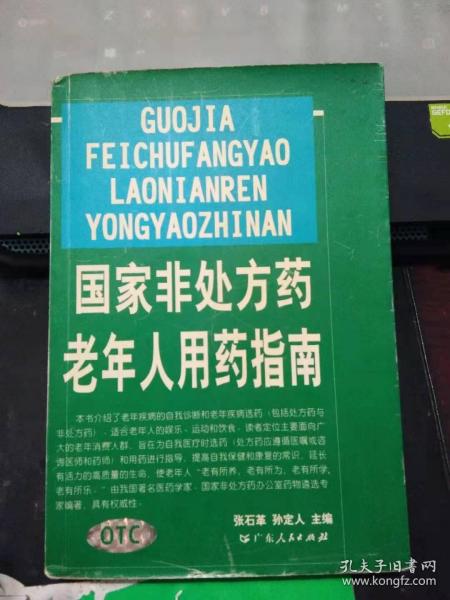 GUOJIA
FEICHUFANGYAO
LAONIANREN
YONGYAOZHINAN
国家非处方药
老年人用药指南
本书介绍了老年疾病的自我诊断和老年疾病选药(包括处方药与
非处方药)、适合老年人的娱乐、运动和饮食。读者定位主要面向广
大的老年消费人群,旨在为自我医疗时选药(处方药应遵循医嘱或咨
询医师和药师)和用药进行指导,提高自我保健和康复的常识,延长
有活力的高质量的生命,使老年人“老有所养,老有所为,老有所学,
老有所乐。”由我国著名医药学家、国家非处方药办公室药物遴选专
家编著,具有权威性。
张石革 孙定人 主编
OTC
广东人民出版社
孔夫子旧书网
www.kongfz.com